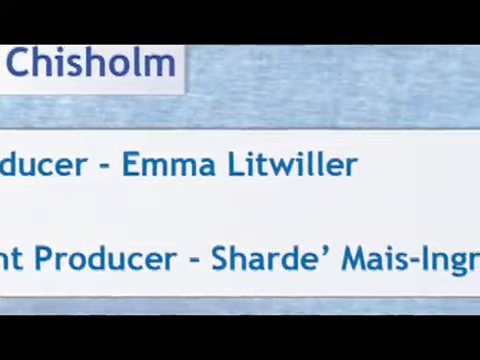 Chisholm
ducer - Emma Litwiller
nt Producer - Sharde’ Mais-Ingr